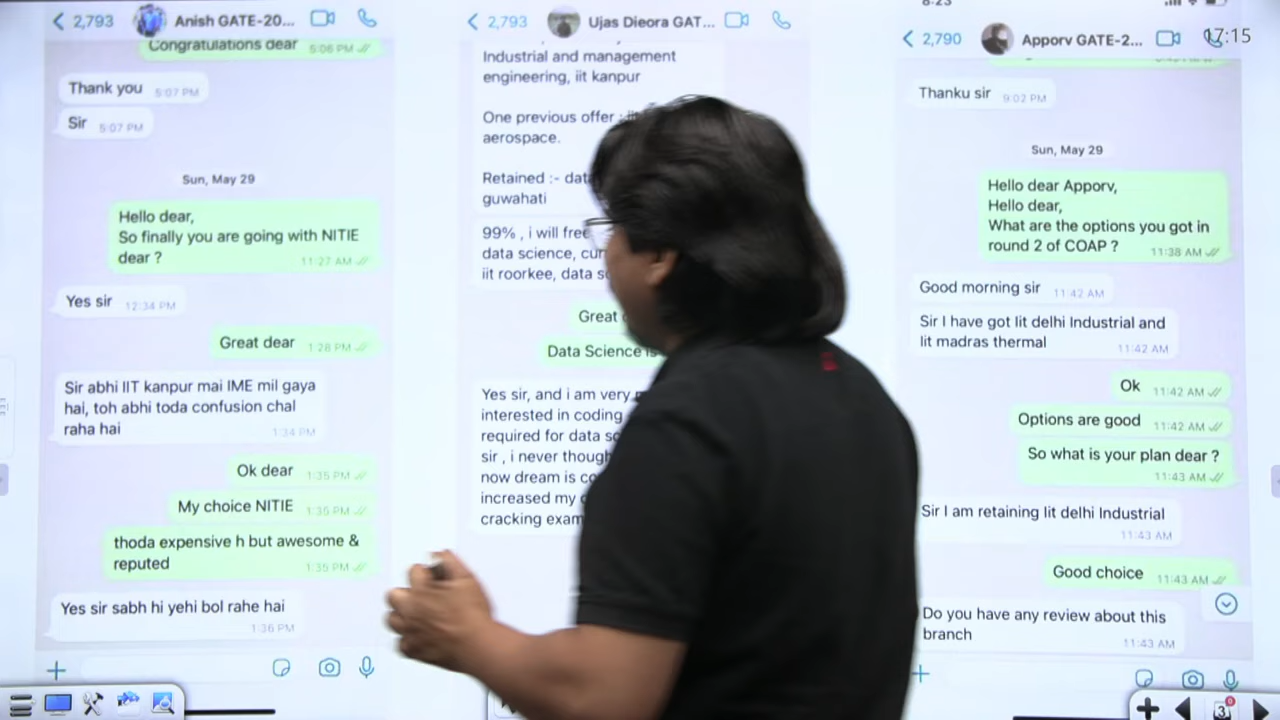 2,793
Anish GATE-20...
Congratulations dear 5:06 PM
Thank you 5:07 PM
Sir 5:07 PM
Sun, May 29
Hello dear,
So finally you are going with NITIE
dear ?
11:27 AM
Yes sir 12:34 PM
Great dear 1:28 PM
Sir abhi IIT kanpur mai IME mil gaya
hai, toh abhi toda confusion chal
raha hai
1:34 PM
Ok dear 1:35 PM
My choice NITIE 1:35 PM
thoda expensive h but awesome &
reputed
1:35 PM
Yes sir sabh hi yehi bol rahe hai
1:36 PM
2,793
Ujas Dieora GAT...
Industrial and management
engineering, iit kanpur
One previous offer :
aerospace.
Retained :-
guwahati
99% , i will
data science,
iit roorkee, data
Great
Data Science
Yes sir, and i am very
interested in coding
required for data
sir , i never
now dream is
increased my
cracking
8:23
2,790
Apporv GATE-2...
17:15
Thanku sir 9:02 PM
Sun, May 29
Hello dear Apporv,
Hello dear,
What are the options you got in
round 2 of COAP ?
11:38 AM
Good morning sir 11:42 AM
Sir I have got Iit delhi Industrial and
Iit madras thermal
11:42 AM
Ok 11:42 AM
Options are good 11:42 AM
So what is your plan dear ?
11:43 AM
Sir I am retaining Iit delhi Industrial
11:43 AM
Good choice 11:43 AM
Do you have any review about this
branch
11:43 AM
3